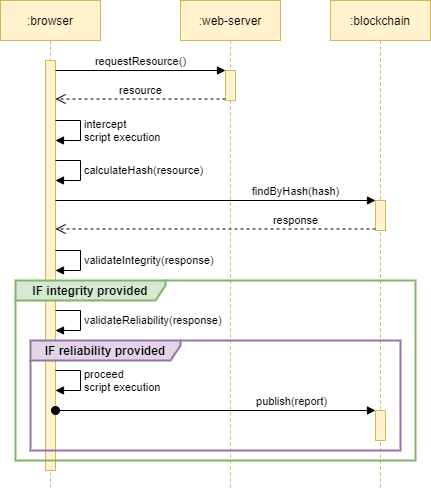 :browser
:web-server
:blockchain
requestResource()
resource
intercept
script execution
calculateHash(resource)
findByHash(hash)
response
validateIntegrity(response)
IF integrity provided
validateReliability(response)
IF reliability provided
proceed
script execution
publish(report)